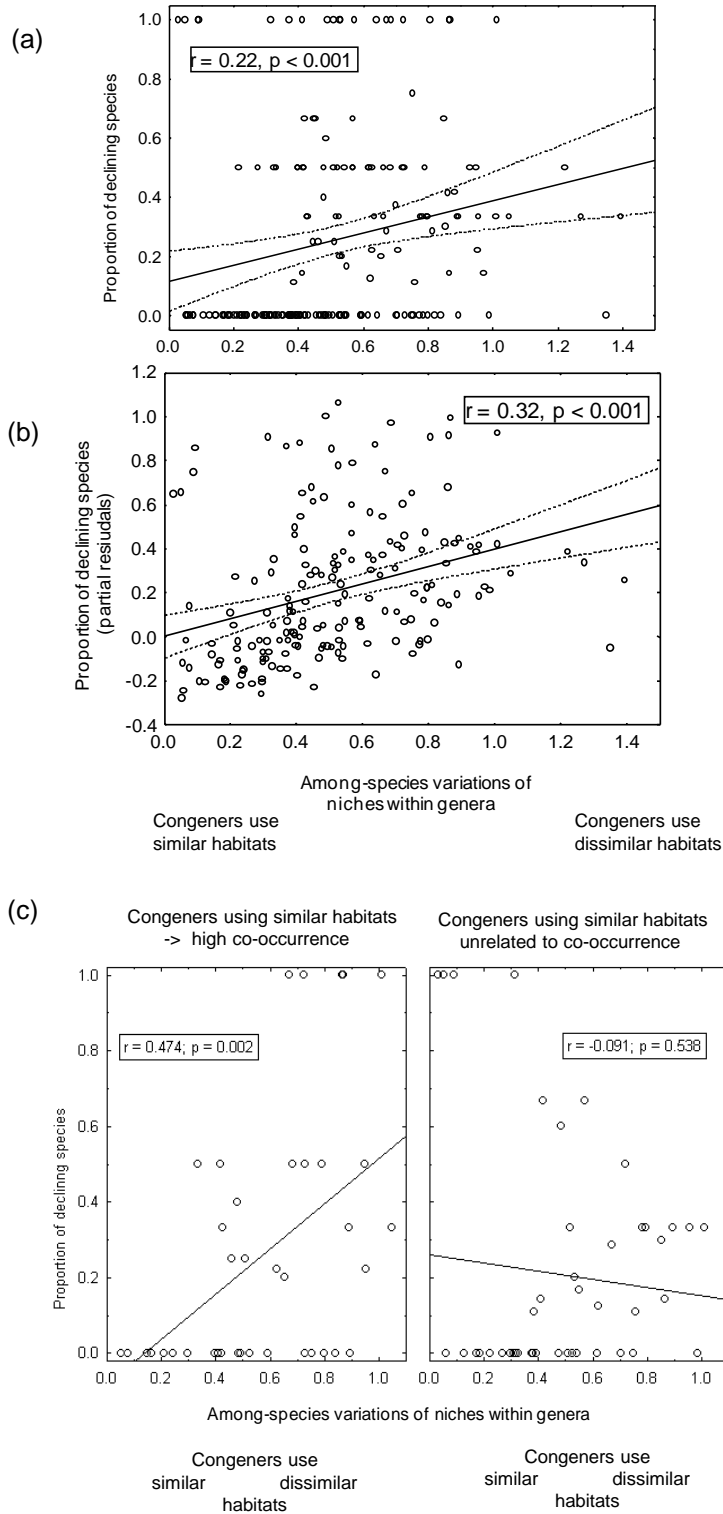 (a)
r = 0.22, p < 0.001
Proportion of declining species
1.0
0.8
0.6
0.4
0.2
0.0
0.0 0.2 0.4 0.6 0.8 1.0 1.2 1.4
(b)
r = 0.32, p < 0.001
Proportion of declining species
(partial resiudals)
1.2
1.0
0.8
0.6
0.4
0.2
0.0
-0.2
-0.4
0.0 0.2 0.4 0.6 0.8 1.0 1.2 1.4
Among-species variations of
niches within genera
Congeners use
similar habitats
Congeners use
dissimilar habitats
(c)
Congeners using similar habitats
-> high co-occurrence
Congeners using similar habitats
unrelated to co-occurrence
r = 0.474; p = 0.002
r = -0.091; p = 0.538
Proportion of declining species
1.0
0.8
0.6
0.4
0.2
0.0
0.0 0.2 0.4 0.6 0.8 1.0
0.0 0.2 0.4 0.6 0.8 1.0
Among-species variations of niches within genera
Congeners use
similar dissimilar
habitats
Congeners use
similar dissimilar
habitats